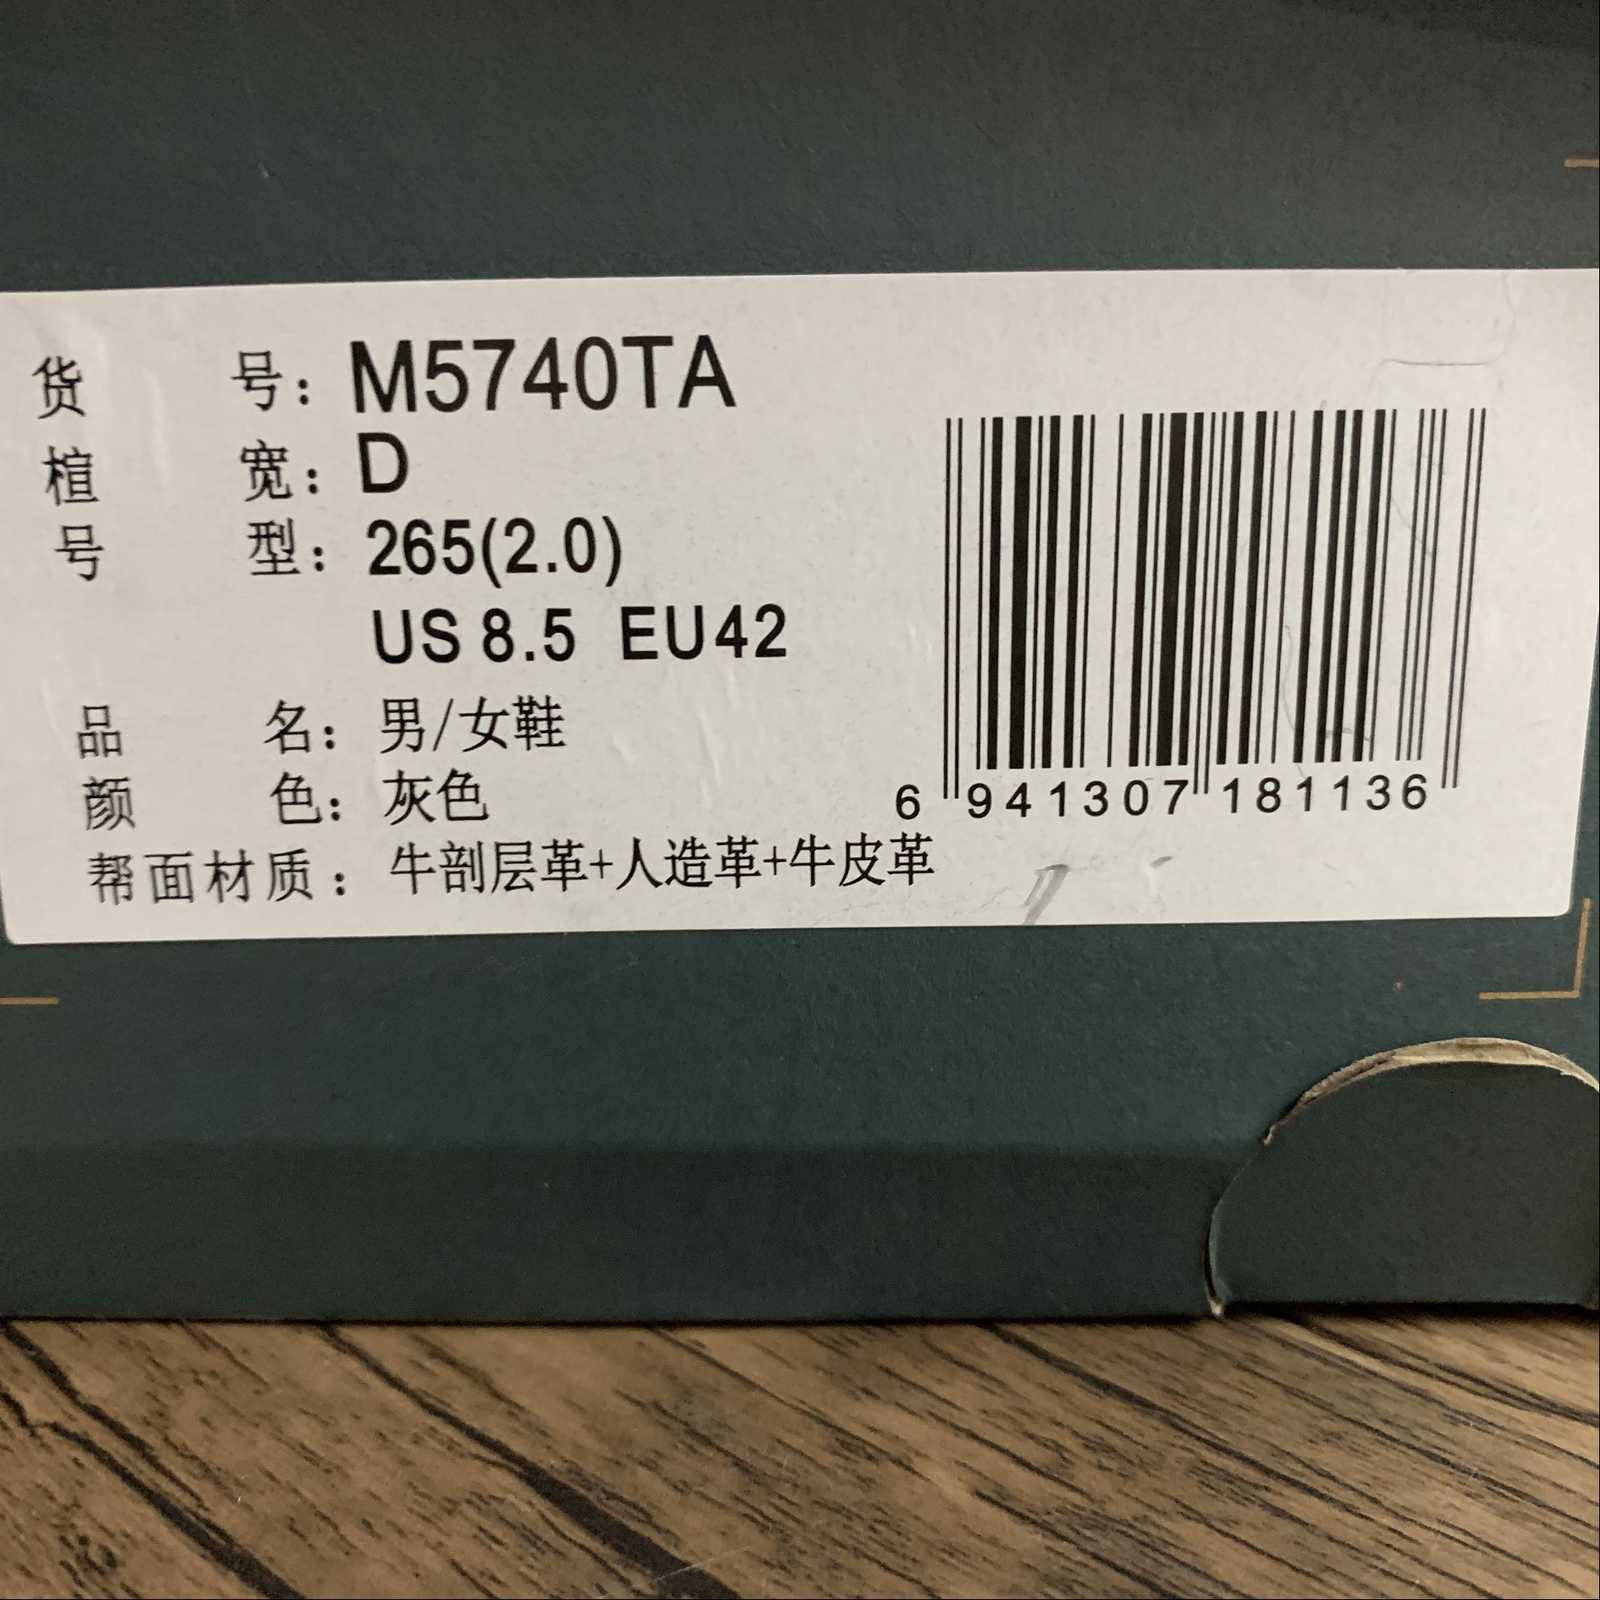 货 号：M5740TA
楦 宽：D
号 型：265(2.0)
US 8.5 EU42
品 名：男/女鞋
颜 色：灰色
帮面材质：牛剖层革+人造革+牛皮革
6 941307 181136